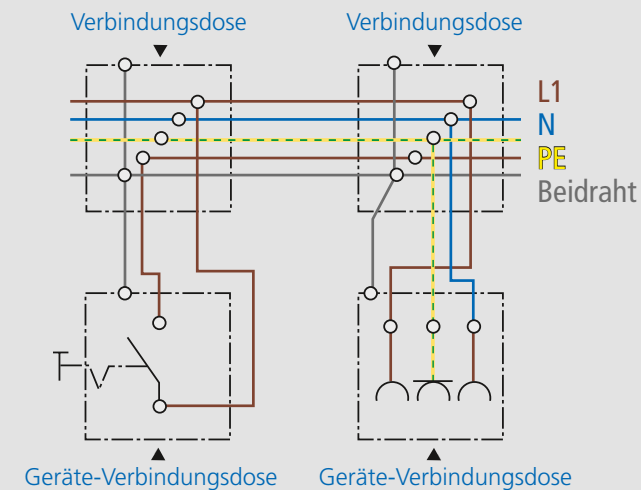 Verbindungsdose
Verbindungsdose
L1
N
PE
Beidraht
Geräte-Verbindungsdose
Geräte-Verbindungsdose